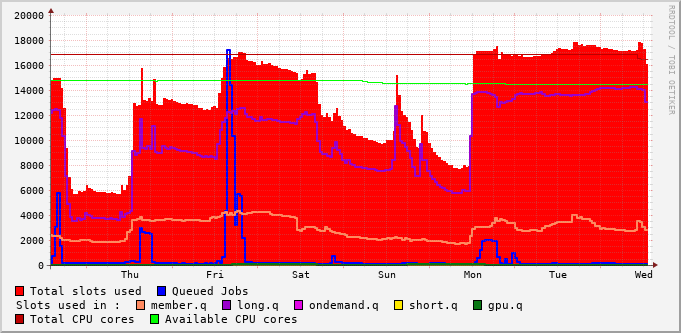 20000
18000
16000
14000
12000
10000
8000
6000
4000
2000
0
Thu Fri Sat Sun Mon Tue Wed
RRDTOOL / TOBI OETIKER
Total slots used Queued Jobs
Slots used in : member.q long.q ondemand.q short.q gpu.q
Total CPU cores Available CPU cores